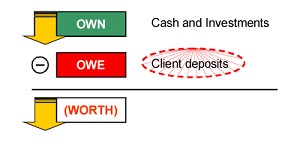 OWN Cash and Investments
OWE Client deposits
(WORTH)